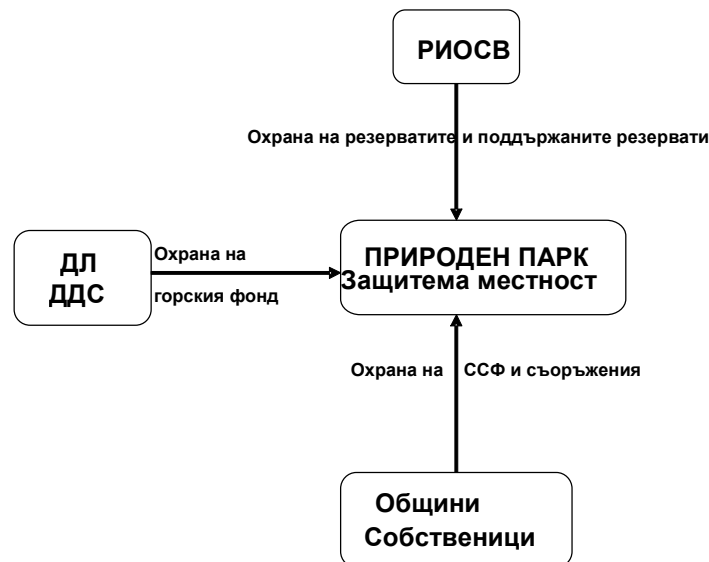 РИОСВ
Охрана на резерватите и поддържаните резервати
ДЛ
ДДС
Охрана на
горския фонд
ПРИРОДЕН ПАРК
Защитема местност
Охрана на ССФ и съоръжения
Общини
Собственици